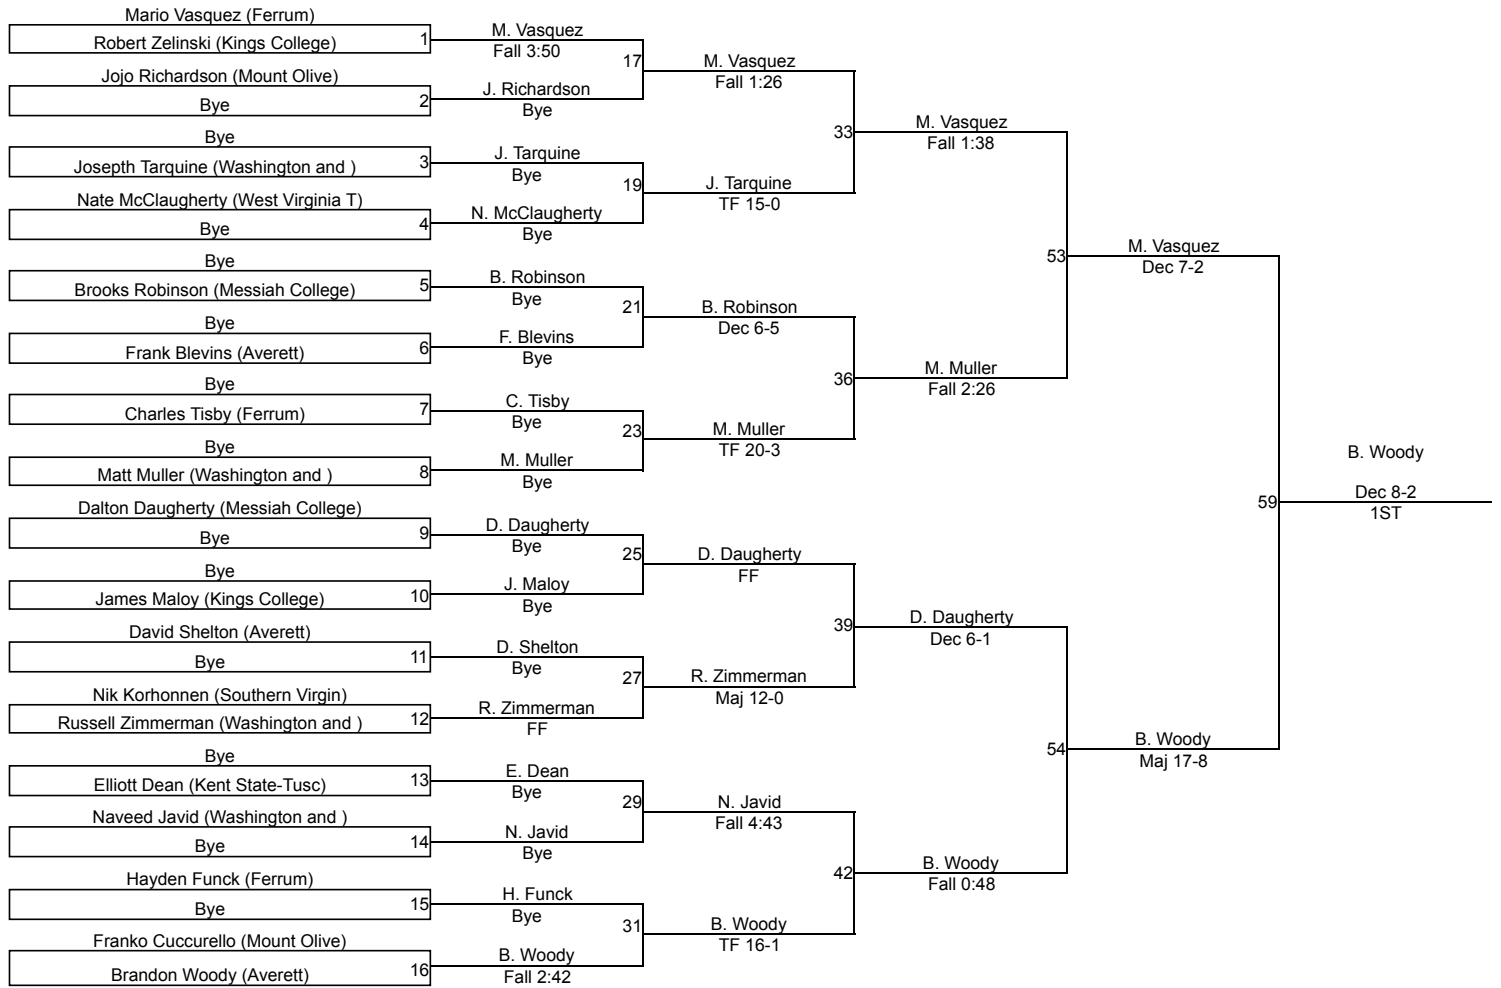 Mario Vasquez (Ferrum)
Robert Zelinski (Kings College)
1
Jojo Richardson (Mount Olive)
Bye
2
Bye
Josepth Tarquine (Washington and )
3
Nate McClaugherty (West Virginia T)
Bye
4
Bye
Brooks Robinson (Messiah College)
5
Bye
Frank Blevins (Averett)
6
Bye
Charles Tisby (Ferrum)
7
Bye
Matt Muller (Washington and )
8
Dalton Daugherty (Messiah College)
Bye
9
Bye
James Maloy (Kings College)
10
David Shelton (Averett)
Bye
11
Nik Korhonnen (Southern Virgin)
Russell Zimmerman (Washington and )
12
Bye
Elliott Dean (Kent State-Tusc)
13
Naveed Javid (Washington and )
Bye
14
Hayden Funck (Ferrum)
Bye
15
Franko Cuccurello (Mount Olive)
Brandon Woody (Averett)
16
M. Vasquez
Fall 3:50
17
J. Richardson
Bye
J. Tarquine
Bye
19
N. McClaugherty
Bye
B. Robinson
Bye
21
F. Blevins
Bye
C. Tisby
Bye
23
M. Muller
Bye
D. Daugherty
Bye
25
J. Maloy
Bye
D. Shelton
Bye
27
R. Zimmerman
FF
E. Dean
Bye
29
N. Javid
Bye
H. Funck
Bye
31
B. Woody
Fall 2:42
M. Vasquez
Fall 1:26
33
J. Tarquine
TF 15-0
B. Robinson
Dec 6-5
36
M. Muller
TF 20-3
D. Daugherty
FF
39
R. Zimmerman
Maj 12-0
N. Javid
Fall 4:43
42
B. Woody
TF 16-1
M. Vasquez
Fall 1:38
53
M. Muller
Fall 2:26
D. Daugherty
Dec 6-1
54
B. Woody
Fall 0:48
M. Vasquez
Dec 7-2
59
B. Woody
Maj 17-8
B. Woody
Dec 8-2
1ST